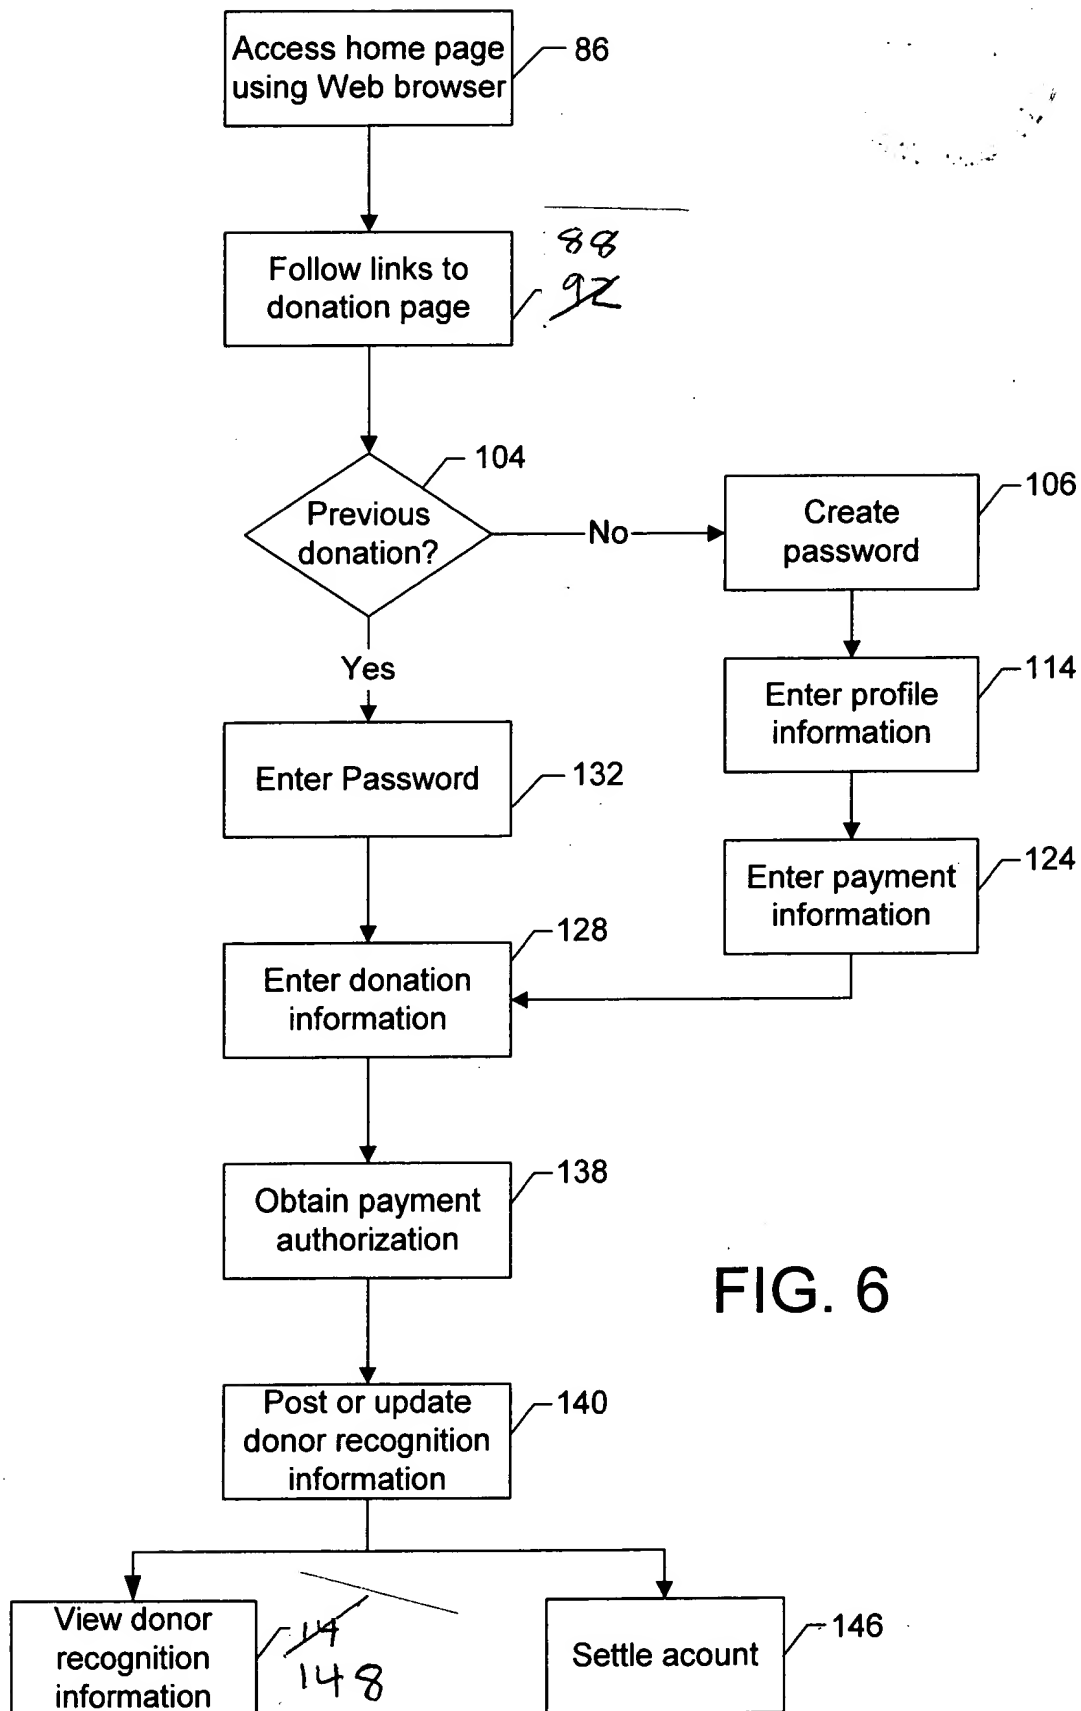 Access home page
using Web browser
86
Follow links to
donation page
88
92
104
Previous
donation?
No
Yes
Create
password
106
Enter profile
information
114
Enter Password
132
Enter payment
information
124
128
Enter donation
information
138
Obtain payment
authorization
FIG. 6
Post or update
donor recognition
information
140
View donor
recognition
information
14
148
Settle acount
146